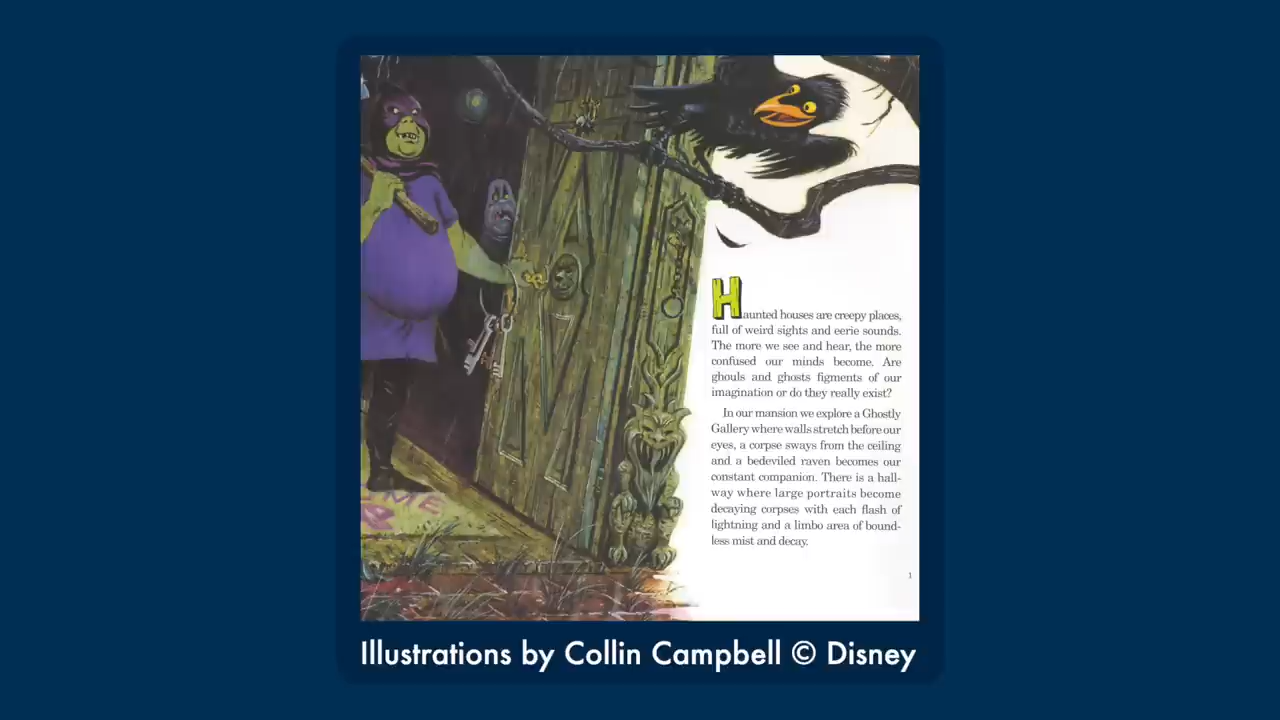 Haunted houses are creepy places,
full of weird sights and eerie sounds.
The more we see and hear, the more
confused our minds become. Are
ghouls and ghosts figments of our
imagination or do they really exist?
In our mansion we explore a Ghostly
Gallery where walls stretch before our
eyes, a corpse sways from the ceiling
and a bedeviled raven becomes our
constant companion. There is a hall-
way where large portraits become
decaying corpses with each flash of
lightning and a limbo area of bound-
less mist and decay.
1
OME
Illustrations by Collin Campbell © Disney